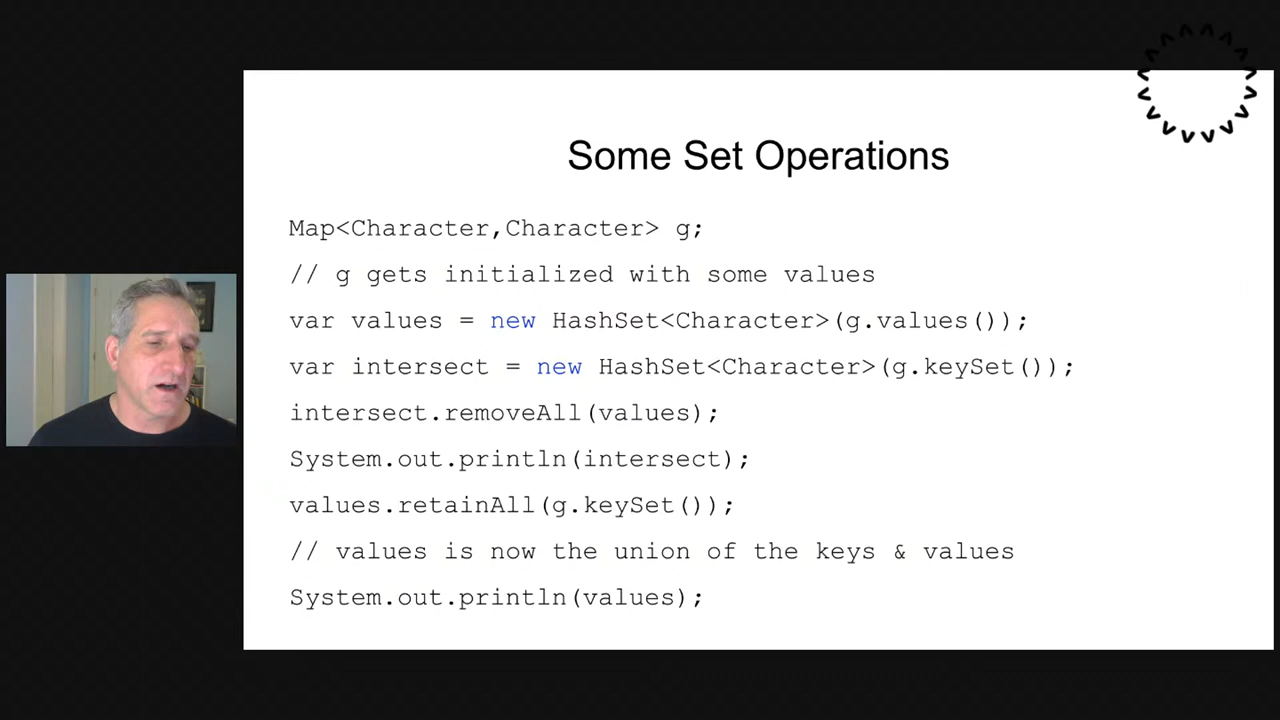 Some Set Operations
Map<Character,Character> g;
// g gets initialized with some values
var values = new HashSet<Character>(g.values());
var intersect = new HashSet<Character>(g.keySet());
intersect.removeAll(values);
System.out.println(intersect);
values.retainAll(g.keySet());
// values is now the union of the keys & values
System.out.println(values);